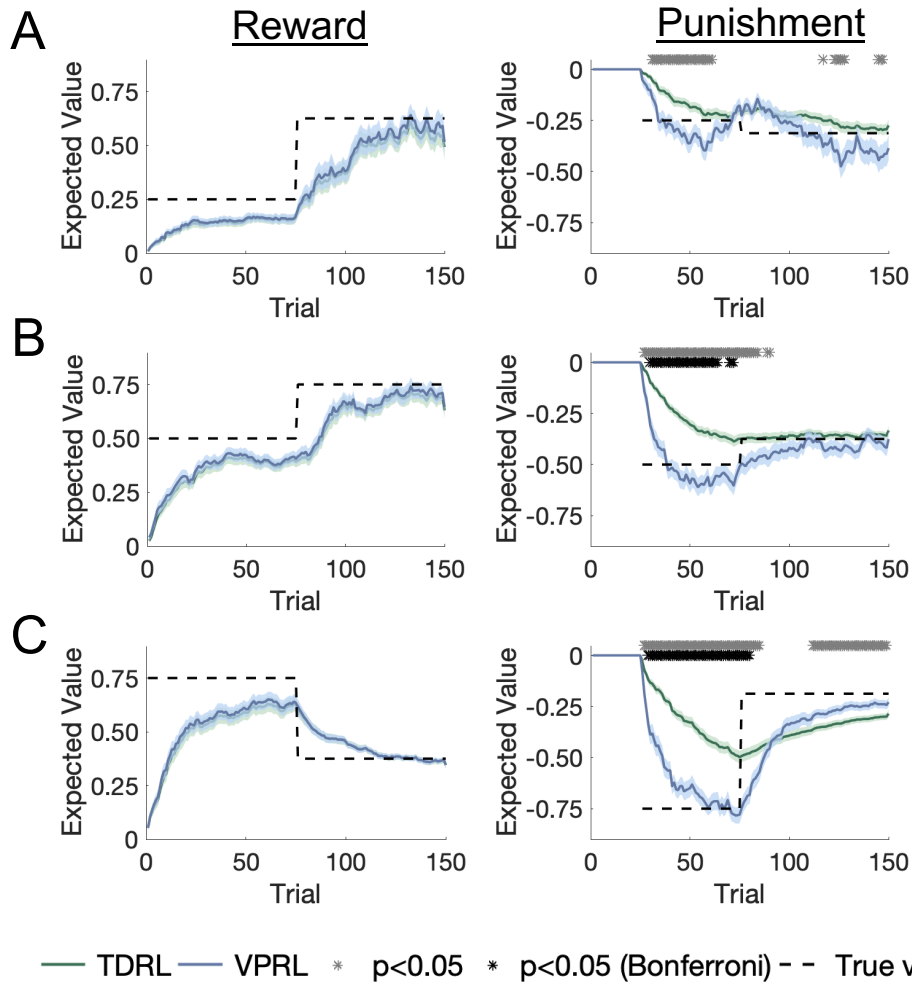 A
Reward
Punishment
Expected Value
0.75
0.50
0.25
0
0 50 100 150
Trial
Expected Value
0
-0.25
-0.50
-0.75
0 50 100 150
Trial
B
Expected Value
0.75
0.50
0.25
0
0 50 100 150
Trial
Expected Value
0
-0.25
-0.50
-0.75
0 50 100 150
Trial
C
Expected Value
0.75
0.50
0.25
0
0 50 100 150
Trial
Expected Value
0
-0.25
-0.50
-0.75
0 50 100 150
Trial
TDRL VPRL * p<0.05 * p<0.05 (Bonferroni) True